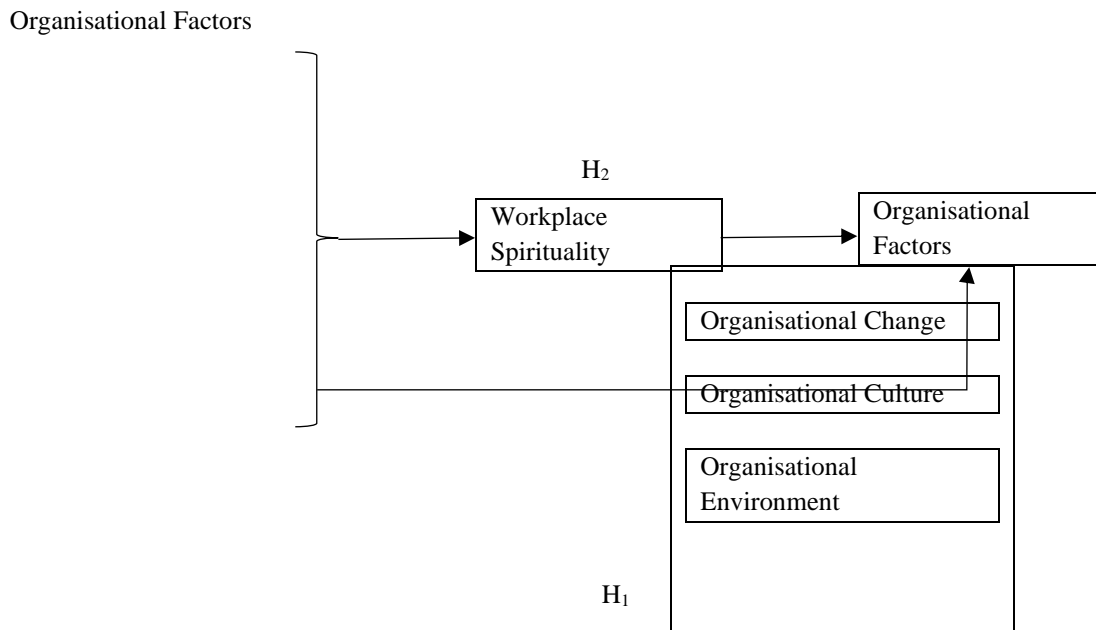 Organisational Factors
H₂
Workplace
Spirituality
Organisational
Factors
Organisational Change
Organisational Culture
Organisational
Environment
H₁